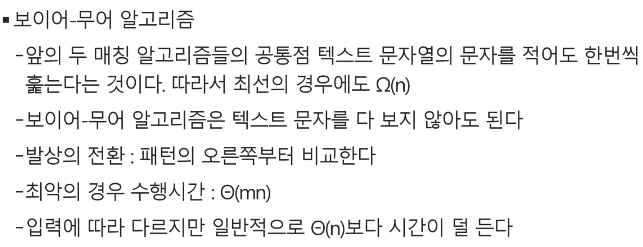 ▪ 보이어-무어 알고리즘
-앞의 두 매칭 알고리즘들의 공통점 텍스트 문자열의 문자를 적어도 한번씩
훑는다는 것이다. 따라서 최선의 경우에도 Ω(n)
-보이어-무어 알고리즘은 텍스트 문자를 다 보지 않아도 된다
-발상의 전환 : 패턴의 오른쪽부터 비교한다
-최악의 경우 수행시간 : Θ(mn)
-입력에 따라 다르지만 일반적으로 Θ(n)보다 시간이 덜 든다